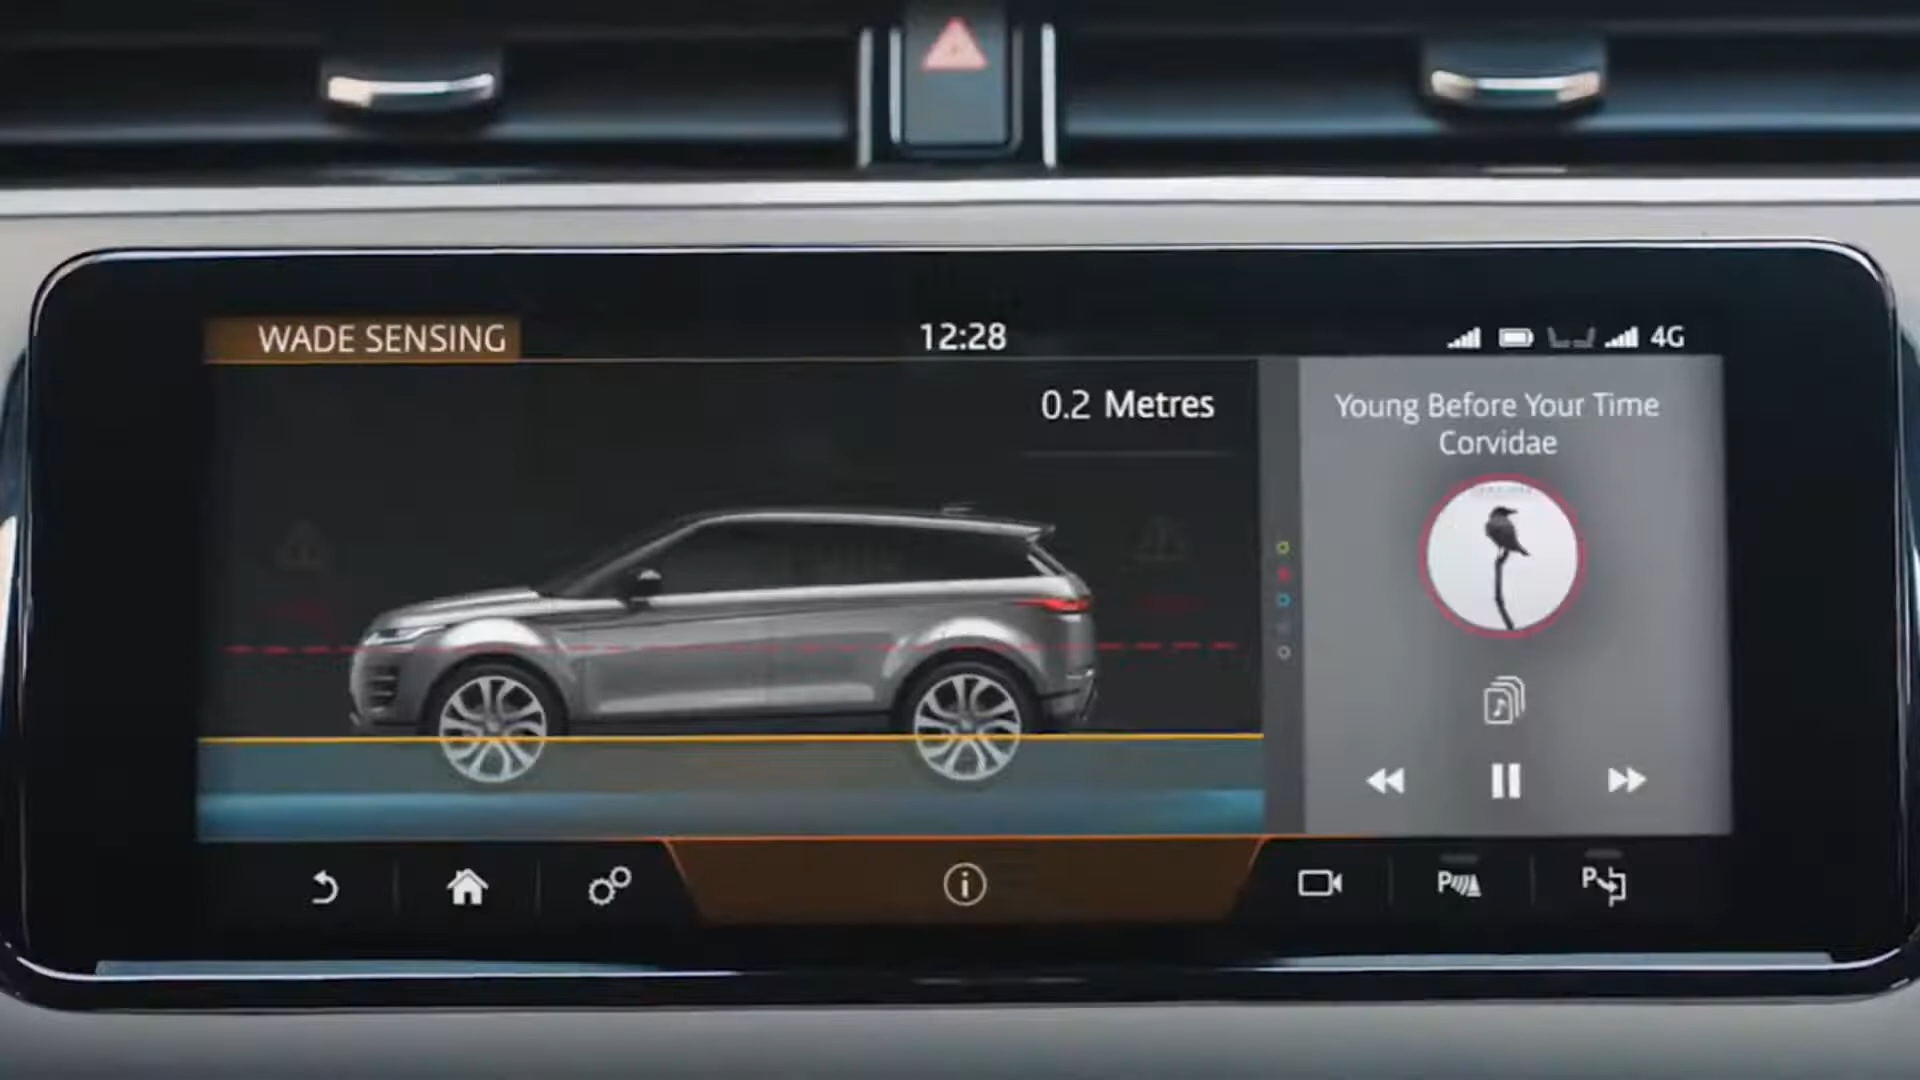 WADE SENSING
12:28
4G
0.2 Metres
Young Before Your Time
Corvidae
P
P